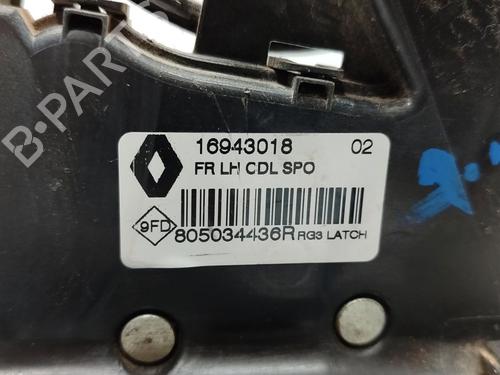 16943018 02
FR LH CDL SPO
9FD 805034436R RG3 LATCH
B-Parts